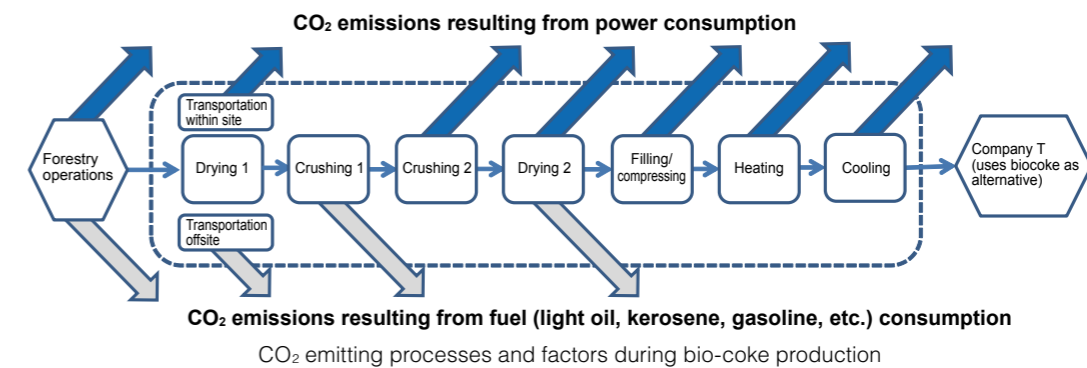 CO₂ emissions resulting from power consumption
Transportation
within site
Forestry
operations
Drying 1
Crushing 1
Crushing 2
Drying 2
Filling/
compressing
Heating
Cooling
Company T
(uses biocoke as
alternative)
Transportation
offsite
CO₂ emissions resulting from fuel (light oil, kerosene, gasoline, etc.) consumption
CO₂ emitting processes and factors during bio-coke production